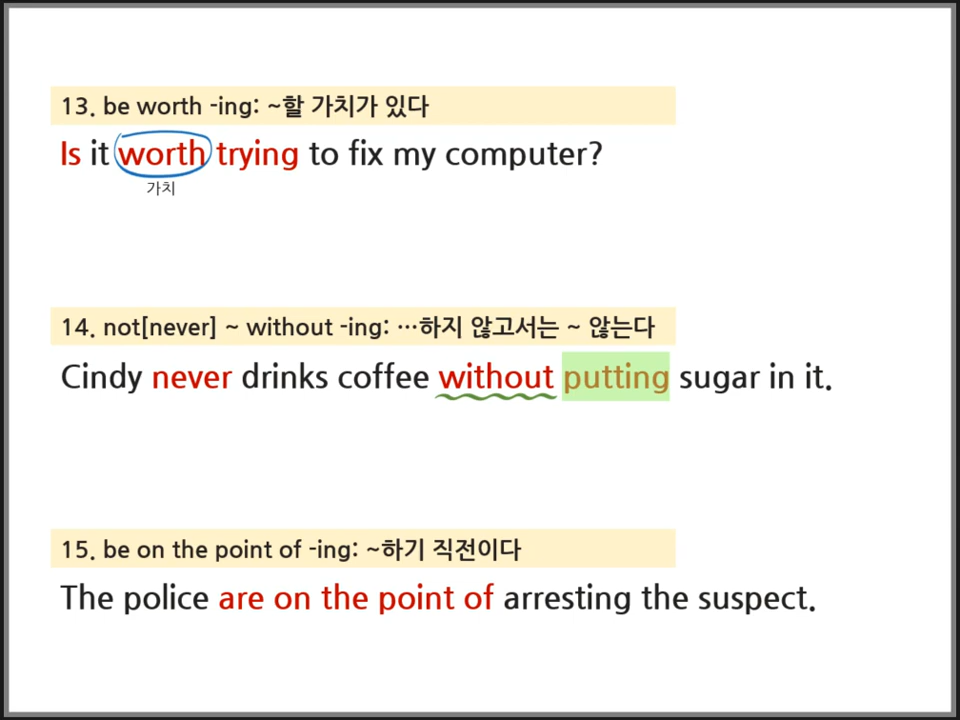 13. be worth -ing: ~할 가치가 있다
Is it worth trying to fix my computer?
가치
14. not[never] ~ without -ing: …하지 않고서는 ~ 않는다
Cindy never drinks coffee without putting sugar in it.
15. be on the point of -ing: ~하기 직전이다
The police are on the point of arresting the suspect.